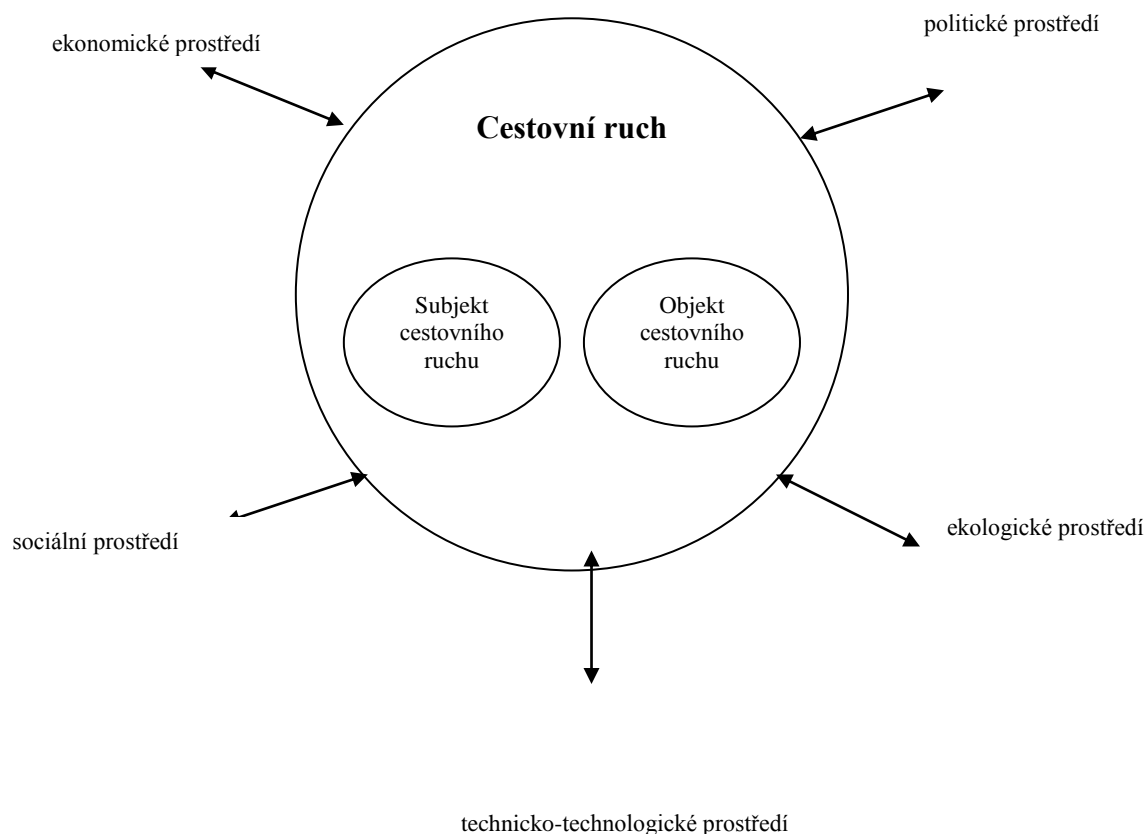 politické prostředí
ekonomické prostředí
Cestovní ruch
Subjekt
cestovního
ruchu
Objekt
cestovního
ruchu
sociální prostředí
ekologické prostředí
technicko-technologické prostředí